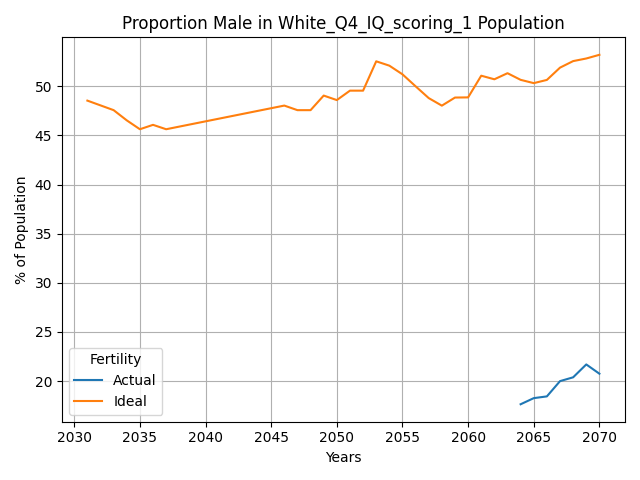 Proportion Male in White_Q4_IQ_scoring_1 Population
% of Population
50
45
40
35
30
25
20
Fertility
Actual
Ideal
2030 2035 2040 2045 2050 2055 2060 2065 2070
Years